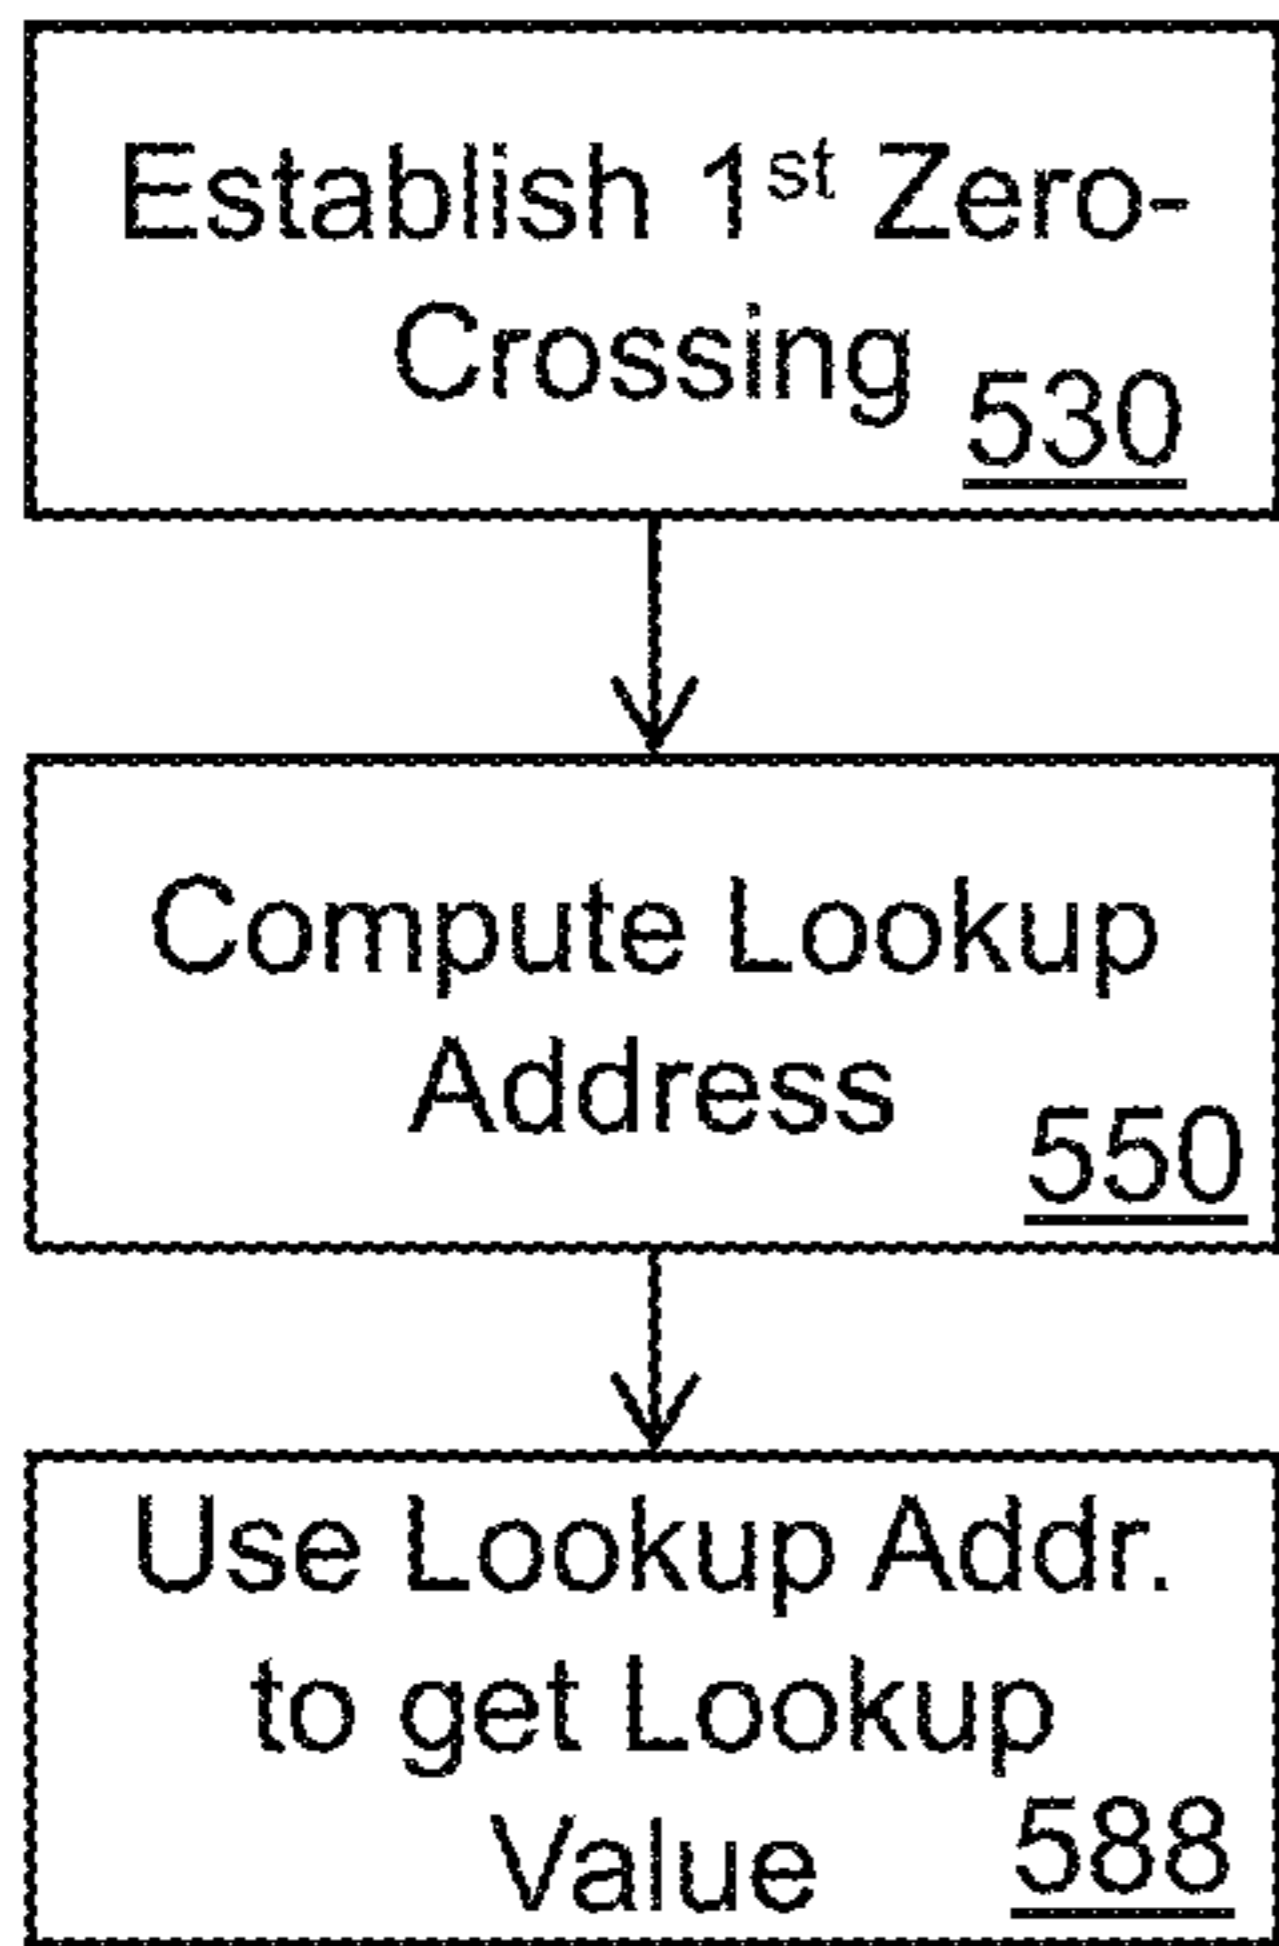 Establish 1st Zero-
Crossing
530
Compute Lookup
Address
550
Use Lookup Addr.
to get Lookup
Value
588